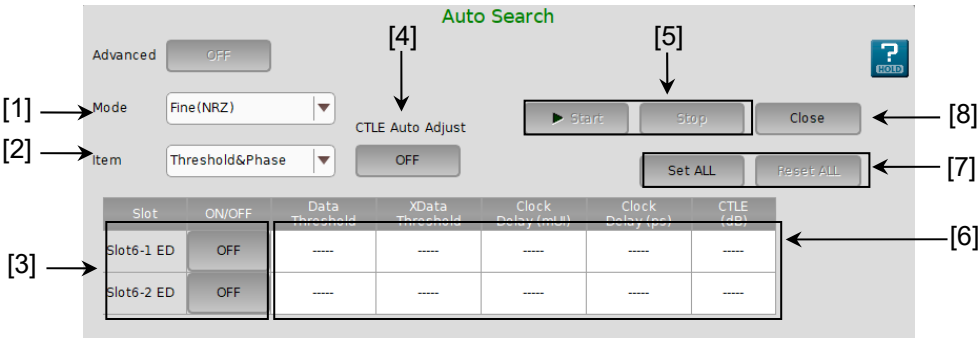 Auto Search
[4]
[5]
Advanced OFF
? HOLD
[1] Mode Fine(NRZ)
Start Stop Close [8]
CTLE Auto Adjust
[2] Item Threshold&Phase OFF
Set ALL Reset ALL [7]
Slot ON/OFF Data Threshold XData Threshold Clock Delay (mUI) Clock Delay (ps) CTLE (dB)
[3] Slot6-1 ED OFF ----- ----- ----- ----- ----- [6]
Slot6-2 ED OFF ----- ----- ----- ----- -----